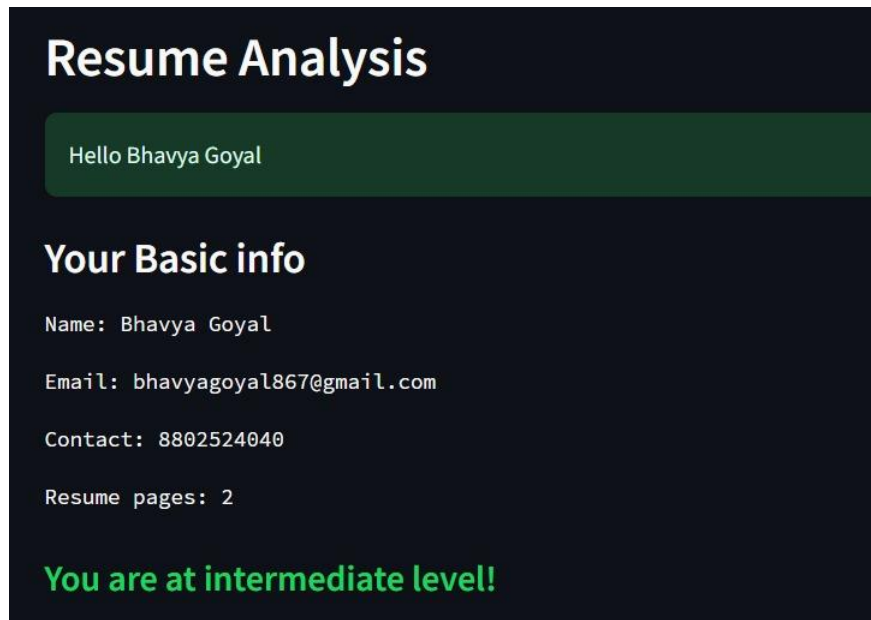 Resume Analysis
Hello Bhavya Goyal
Your Basic info
Name: Bhavya Goyal
Email: bhavyagoyal867@gmail.com
Contact: 8802524040
Resume pages: 2
You are at intermediate level!